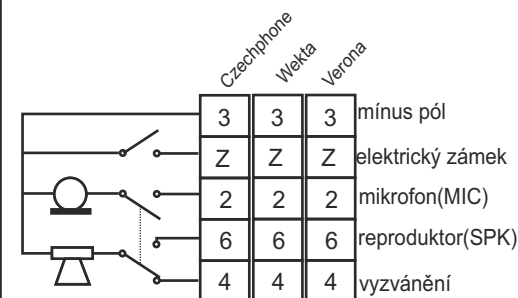 Czechphone Wekta Verona
3 3 3 mínus pól
Z Z Z elektrický zámek
2 2 2 mikrofon(MIC)
6 6 6 reproduktor(SPK)
4 4 4 vyzvánění